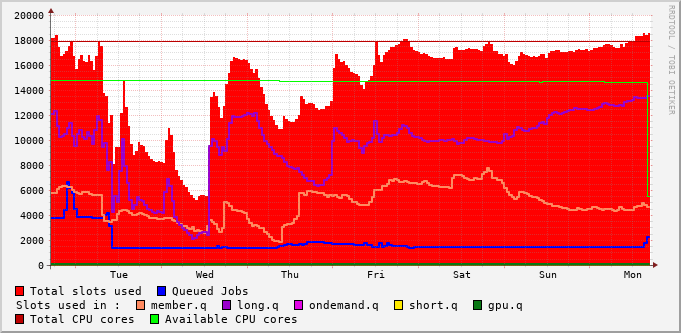 20000
18000
16000
14000
12000
10000
8000
6000
4000
2000
0
Tue Wed Thu Fri Sat Sun Mon
Total slots used Queued Jobs
Slots used in : member.q long.q ondemand.q short.q gpu.q
Total CPU cores Available CPU cores
RRDTOOL / TOBI OETIKER